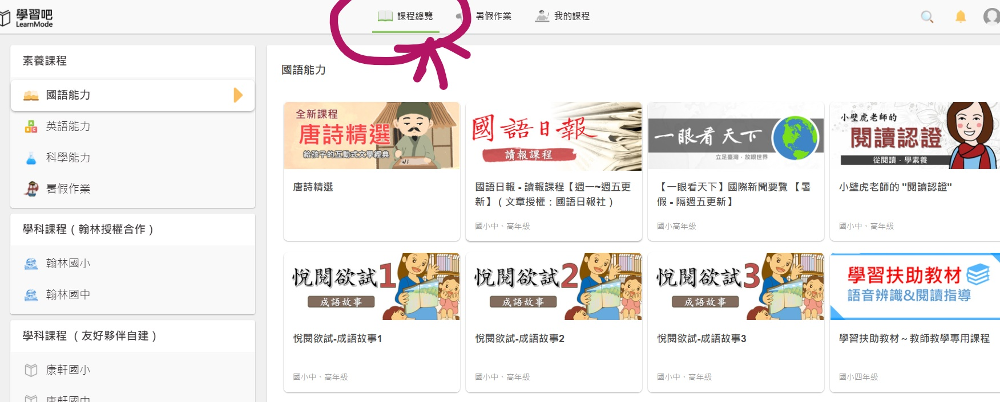 學習吧
LearnMode
課程總覽
暑假作業
我的課程
素養課程
國語能力
英語能力
科學能力
暑假作業
學科課程 ( 翰林授權合作 )
翰林國小
翰林國中
學科課程 ( 友好夥伴自建 )
康軒國小
康軒國中
國語能力
全新課程
唐詩精選
給孩子的互動式文學經典
唐詩精選
國語日報
讀報課程
國語日報 - 讀報課程【週一~週五更
新】 ( 文章授權：國語日報社 )
國小中、高年級
一眼看天下
立足臺灣，放眼世界
【一眼看天下】國際新聞要覽 【暑
假 - 隔週五更新】
國小高年級
小壁虎老師的
閱讀認證
從閱讀．學素養
小壁虎老師的 "閱讀認證"
國小中、高年級
悅閱欲試1
成語故事
悅閱欲試-成語故事1
國小中、高年級
悅閱欲試2
成語故事
悅閱欲試-成語故事2
國小中、高年級
悅閱欲試3
成語故事
悅閱欲試-成語故事3
國小中、高年級
學習扶助教材
語音辨識&閱讀指導
學習扶助教材～教師教學專用課程
國小四年級